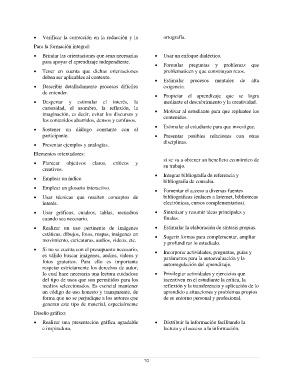 • Verificar la corrección en la redacción y la
ortografía.
Para la formación integral:
• Brindar las orientaciones que sean necesarias
para apoyar el aprendizaje independiente.
• Tener en cuenta que dichas orientaciones
deben ser aplicables al contexto.
• Describir detalladamente procesos difíciles
de entender.
• Despertar y estimular el interés, la
curiosidad, el asombro, la reflexión, la
imaginación, es decir, evitar los discursos y
los contenidos aburridos, densos y confusos.
• Sostener un diálogo constante con el
participante.
• Presentar ejemplos y analogías.
• Usar un enfoque dialéctico.
• Formular preguntas y problemas que
problematicen y que construyan retos.
• Estimular procesos mentales de alta
exigencia.
• Propiciar el aprendizaje que se logra
mediante el descubrimiento y la creatividad.
• Motivar al estudiante para que replantee los
contenidos.
• Estimular al estudiante para que investigue.
• Presentar posibles relaciones con otras
disciplinas.
Elementos orientadores:
• Plantear objetivos claros, críticos y
creativos.
• Emplear un índice
• Emplear glosario interactivo.
• Usar técnicas que resalten conceptos de
interés.
• Usar gráficas, cuadros, tablas, recuadros
cuando sea necesario.
• Realizar un uso pertinente de imágenes
estáticas, dibujos, fotos, mapas, imágenes en
movimiento, caricaturas, audios, videos, etc.
• Si no se cuenta con el presupuesto necesario,
es válido buscar imágenes, audios, videos y
fotos gratuitos. Para ello es importante
respetar estrictamente los derechos de autor,
lo cual hace necesaria una lectura cuidadosa
del tipo de usos que son permitidos para los
medios seleccionados. Es esencial mantener
un código de uso honesto y transparente, de
forma que no se perjudique a los autores que
generan este tipo de material, especialmente
si se va a obtener un beneficio económico de
su trabajo.
• Integrar bibliografía de referencia y
bibliografía de consulta.
• Fomentar el acceso a diversas fuentes
bibliográficas (enlaces a Internet, bibliotecas
electrónicas, cursos complementarios).
• Sintetizar y resumir ideas principales y
finales.
• Estimular la elaboración de síntesis propias.
• Sugerir formas para complementar, ampliar
y profundizar lo estudiado.
• Incorporar actividades, preguntas, guías y
parámetros para la autoevaluación y la
autorregulación del aprendizaje.
• Privilegiar actividades y ejercicios que
incentiven en el estudiante la crítica, la
reflexión y la transferencia y aplicación de lo
aprendido a situaciones y problemas propios
de su entorno personal y profesional.
Diseño gráfico:
• Realizar una presentación gráfica agradable
e inspiradora.
• Distribuir la información facilitando la
lectura y el acceso a la información.